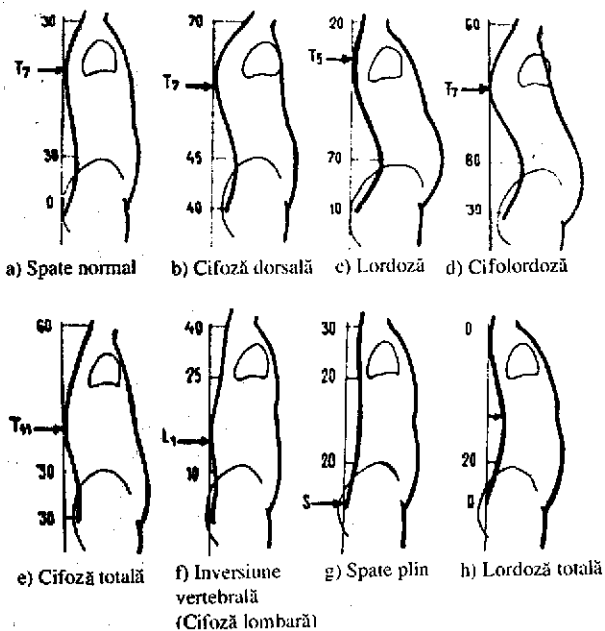 30
T7
30
0
a) Spate normal
70
T7
45
40
b) Cifoză dorsală
20
T5
70
10
c) Lordoză
60
T7
60
30
d) Cifolordoză
60
T11
30
30
e) Cifoză totală
40
25
L1
10
f) Inversiune
vertebrală
(Cifoză lombară)
30
20
20
S
g) Spate plin
0
20
0
h) Lordoză totală